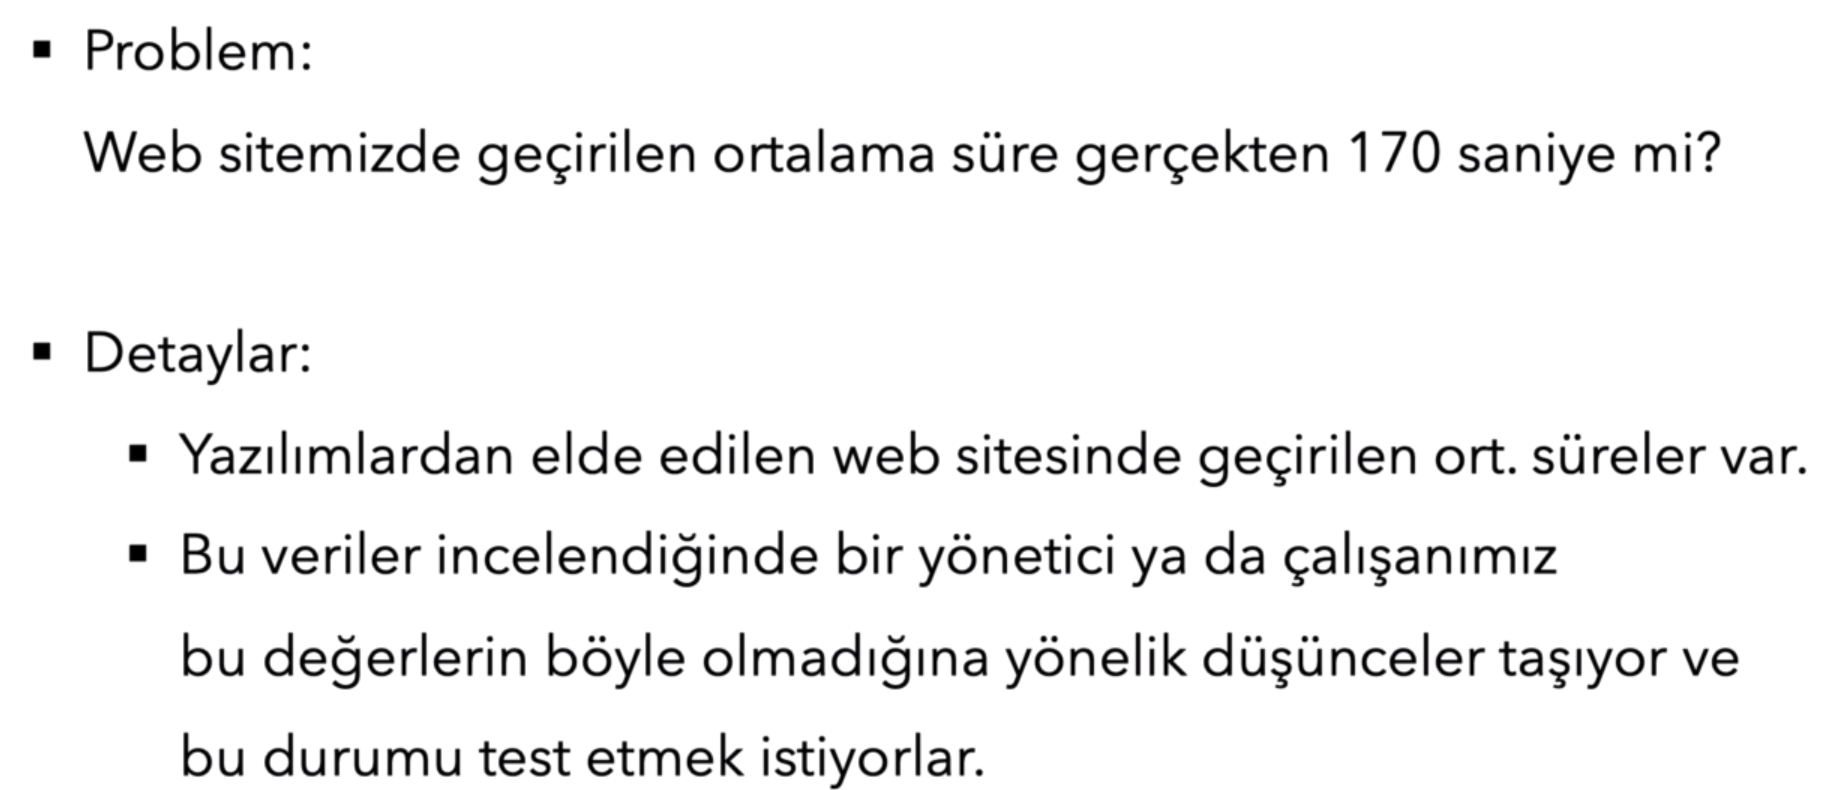 ▪ Problem:
Web sitemizde geçirilen ortalama süre gerçekten 170 saniye mi?
▪ Detaylar:
▪ Yazılımlardan elde edilen web sitesinde geçirilen ort. süreler var.
▪ Bu veriler incelendiğinde bir yönetici ya da çalışanımız
bu değerlerin böyle olmadığına yönelik düşünceler taşıyor ve
bu durumu test etmek istiyorlar.